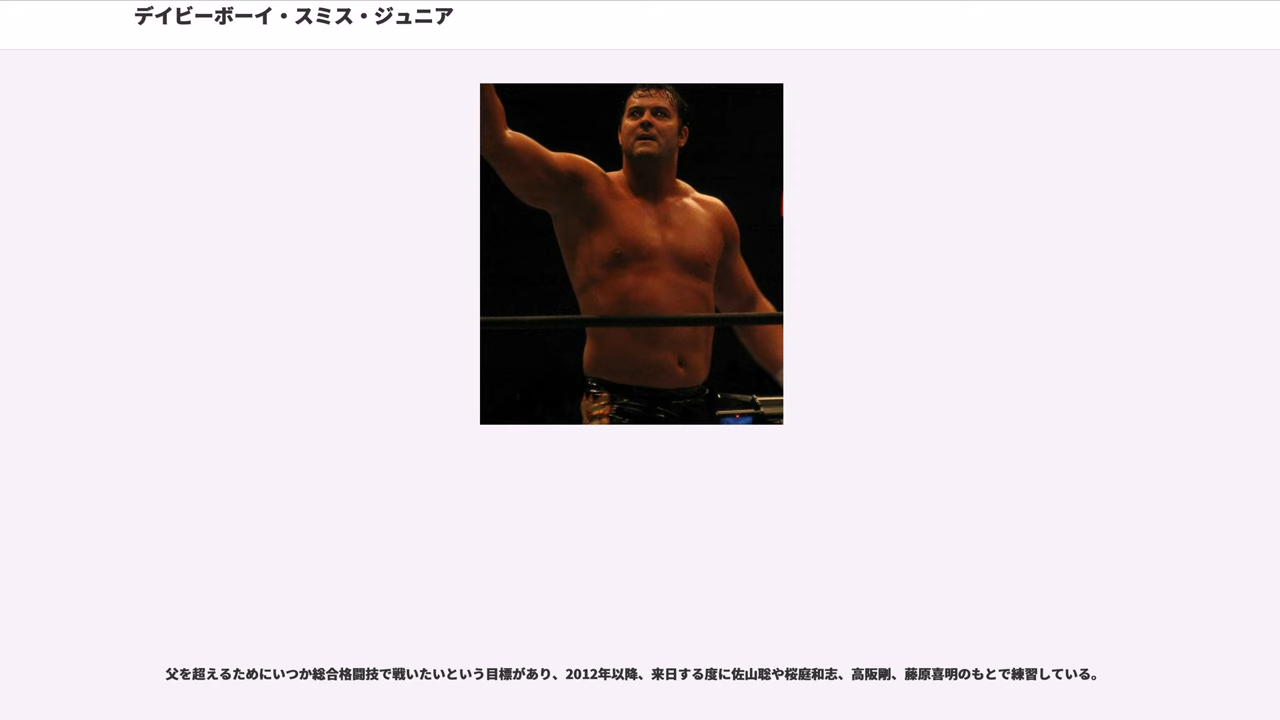 デイビーボーイ・スミス・ジュニア
父を超えるためにいつか総合格闘技で戦いたいという目標があり、2012年以降、来日する度に佐山聡や桜庭和志、高阪剛、藤原喜明のもとで練習している。